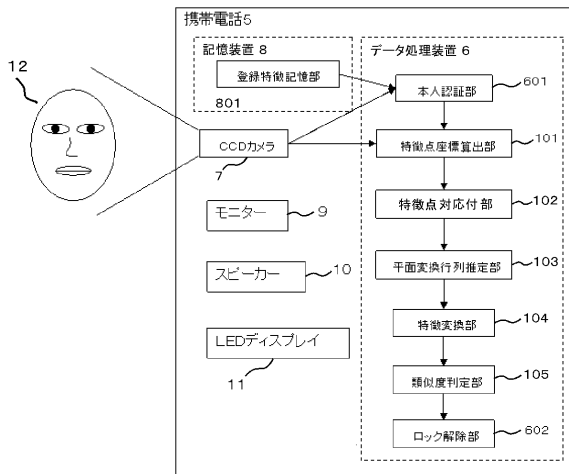 携帯電話5
記憶装置 8
登録特徴記憶部
801
データ処理装置 6
本人認証部
601
12
CCDカメラ
7
特徴点座標算出部
101
特徴点対応付部
102
モニター
9
平面変換行列推定部
103
スピーカー
10
特徴変換部
104
LEDディスプレイ
11
類似度判定部
105
ロック解除部
602